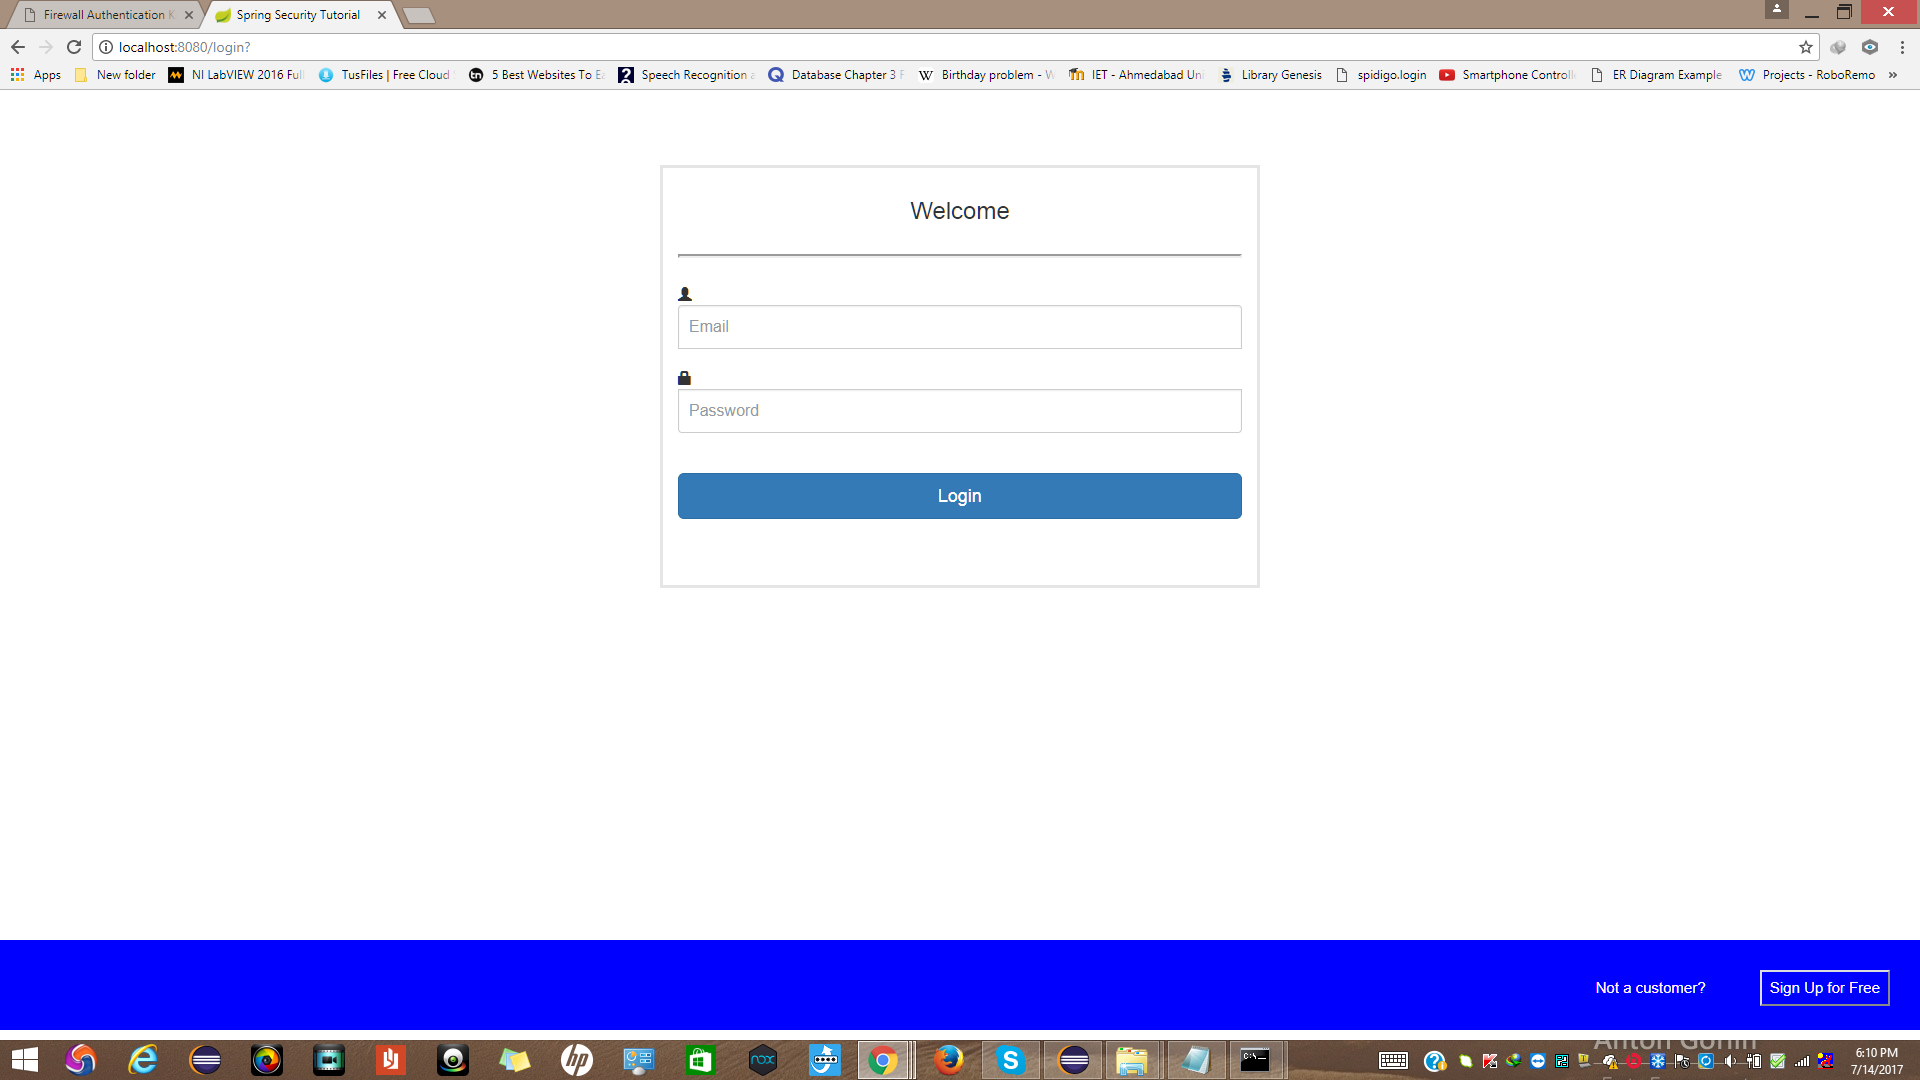 Firewall Authentication K
Spring Security Tutorial
localhost:8080/login?
Apps
New folder
NI LabVIEW 2016 Full
TusFiles | Free Cloud
5 Best Websites To Ea
Speech Recognition a
Database Chapter 3 F
Birthday problem - W
IET - Ahmedabad Uni
Library Genesis
spidigo.login
Smartphone Controll
ER Diagram Example
Projects - RoboRemo
»
Welcome
Email
Password
Login
Not a customer?
Sign Up for Free
6:10 PM
7/14/2017